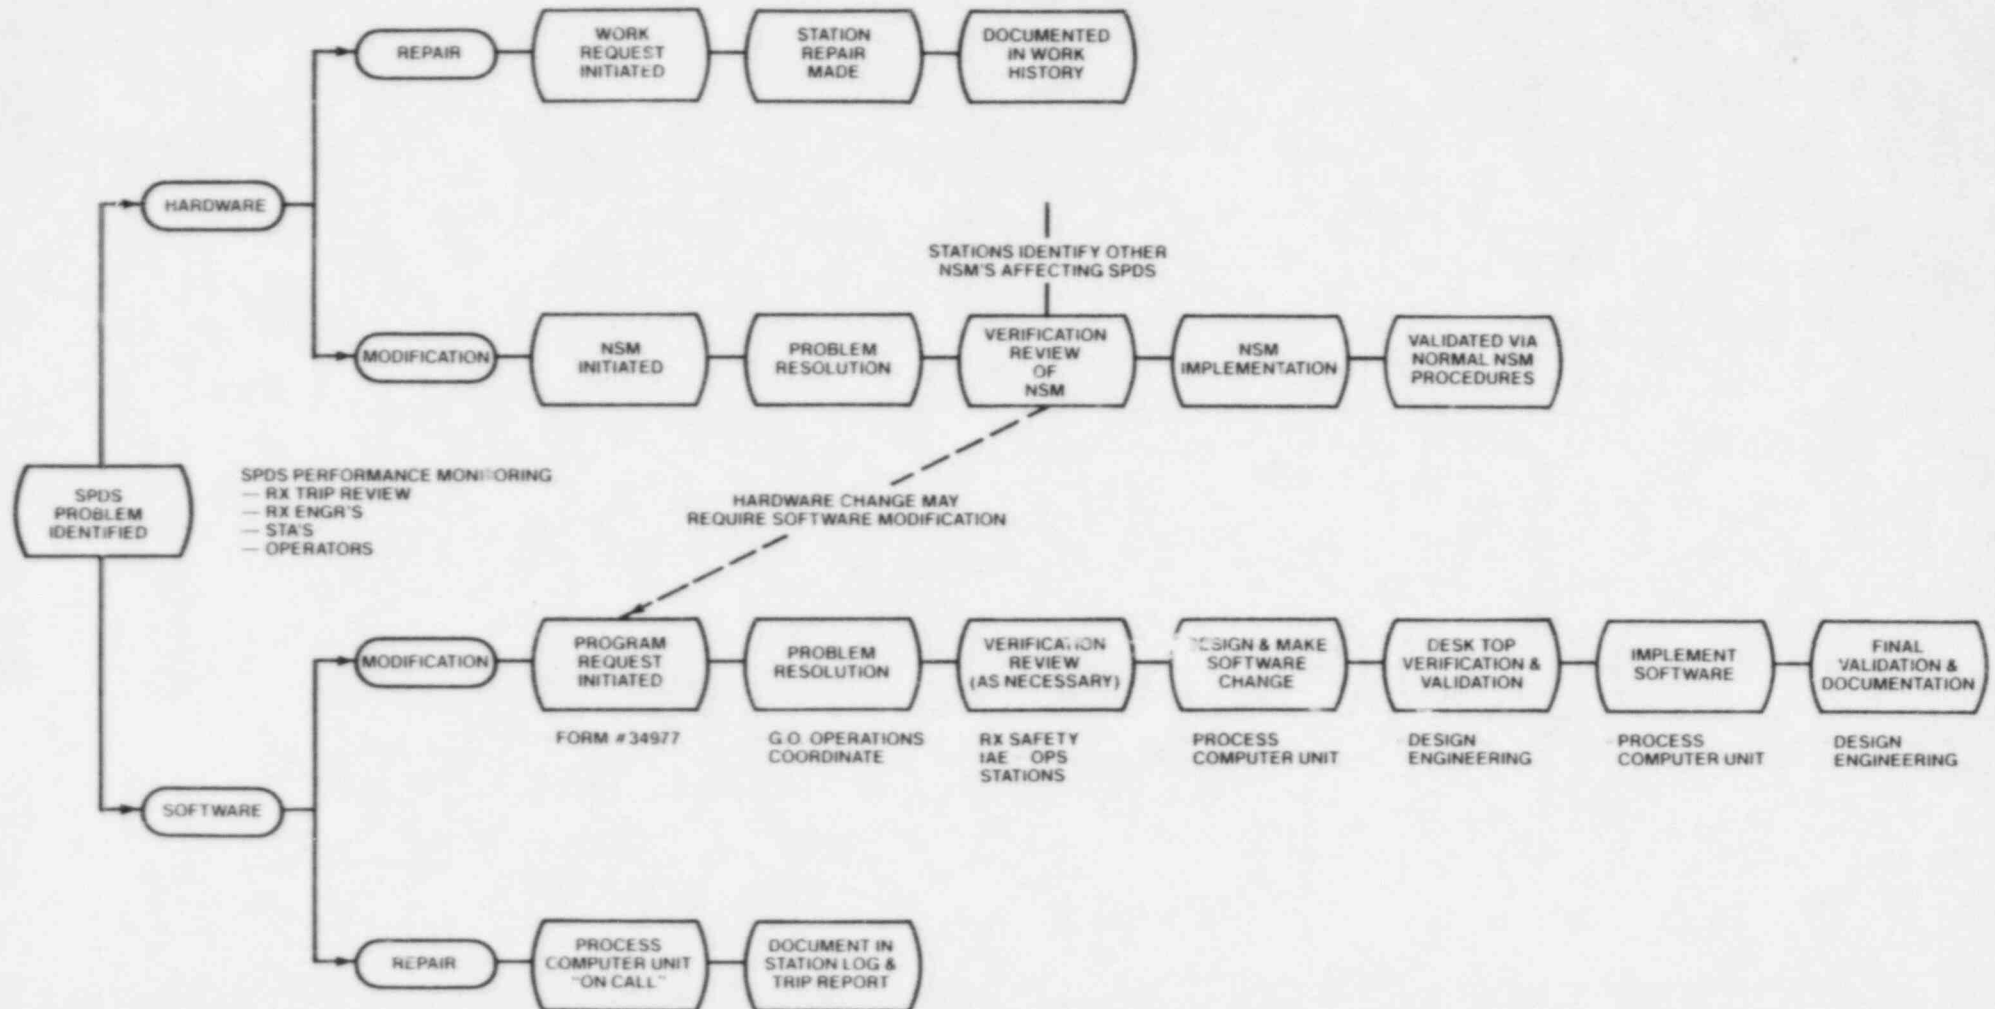 REPAIR
WORK
REQUEST
INITIATED
STATION
REPAIR
MADE
DOCUMENTED
IN WORK
HISTORY
HARDWARE
STATIONS IDENTIFY OTHER
NSM'S AFFECTING SPDS
MODIFICATION
NSM
INITIATED
PROBLEM
RESOLUTION
VERIFICATION
REVIEW
OF
NSM
NSM
IMPLEMENTATION
VALIDATED VIA
NORMAL NSM
PROCEDURES
SPDS
PROBLEM
IDENTIFIED
SPDS PERFORMANCE MONITORING
— RX TRIP REVIEW
— RX ENGR'S
— STA'S
— OPERATORS
HARDWARE CHANGE MAY
REQUIRE SOFTWARE MODIFICATION
MODIFICATION
PROGRAM
REQUEST
INITIATED
PROBLEM
RESOLUTION
VERIFICATION
REVIEW
(AS NECESSARY)
DESIGN & MAKE
SOFTWARE
CHANGE
DESK TOP
VERIFICATION &
VALIDATION
IMPLEMENT
SOFTWARE
FINAL
VALIDATION &
DOCUMENTATION
FORM #34977
G.O. OPERATIONS
COORDINATE
RX SAFETY
IAE OPS
STATIONS
PROCESS
COMPUTER UNIT
DESIGN
ENGINEERING
PROCESS
COMPUTER UNIT
DESIGN
ENGINEERING
SOFTWARE
REPAIR
PROCESS
COMPUTER UNIT
"ON CALL"
DOCUMENT IN
STATION LOG &
TRIP REPORT